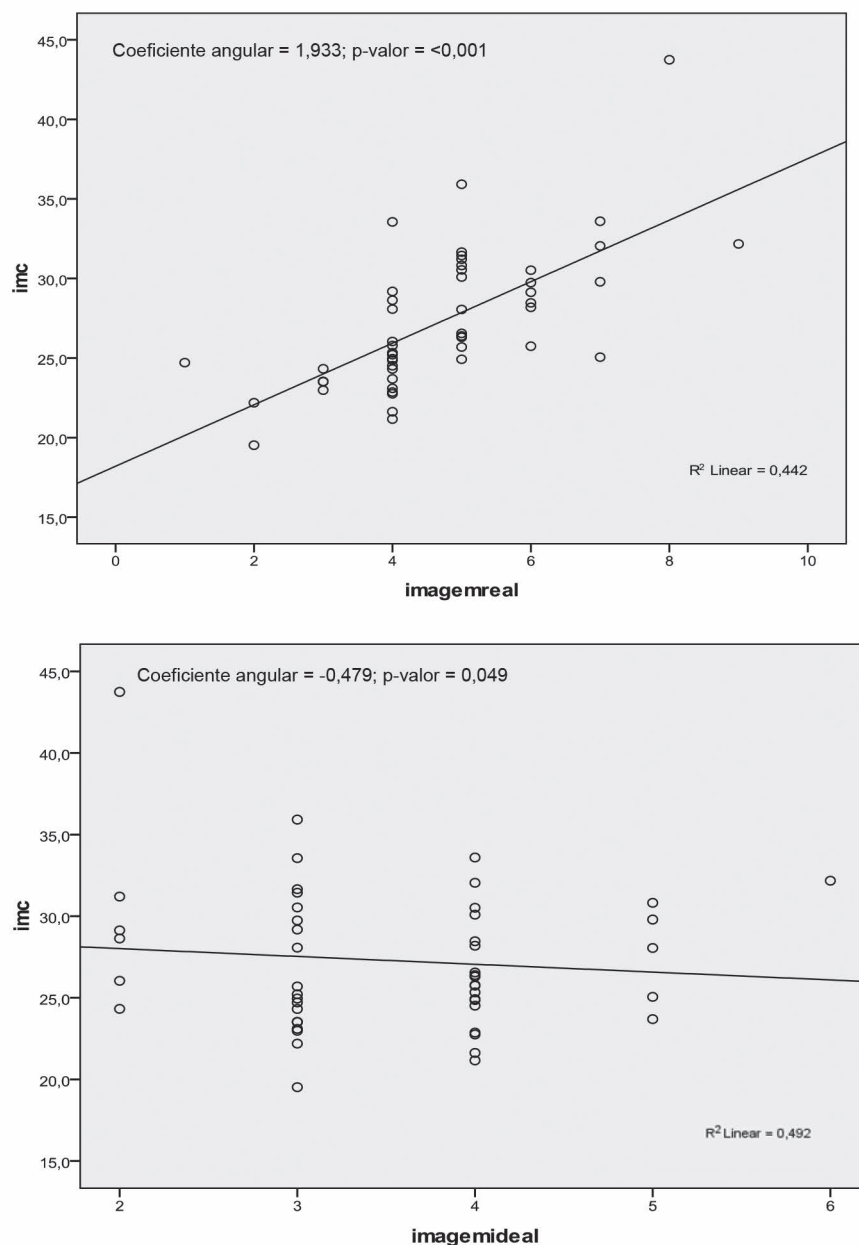 Coeficiente angular = 1,933; p-valor = <0,001
45,0
40,0
35,0
30,0
25,0
20,0
15,0
imc
R² Linear = 0,442
0 2 4 6 8 10
imagemreal
Coeficiente angular = -0,479; p-valor = 0,049
45,0
40,0
35,0
30,0
25,0
20,0
15,0
imc
R² Linear = 0,492
2 3 4 5 6
imagemideal